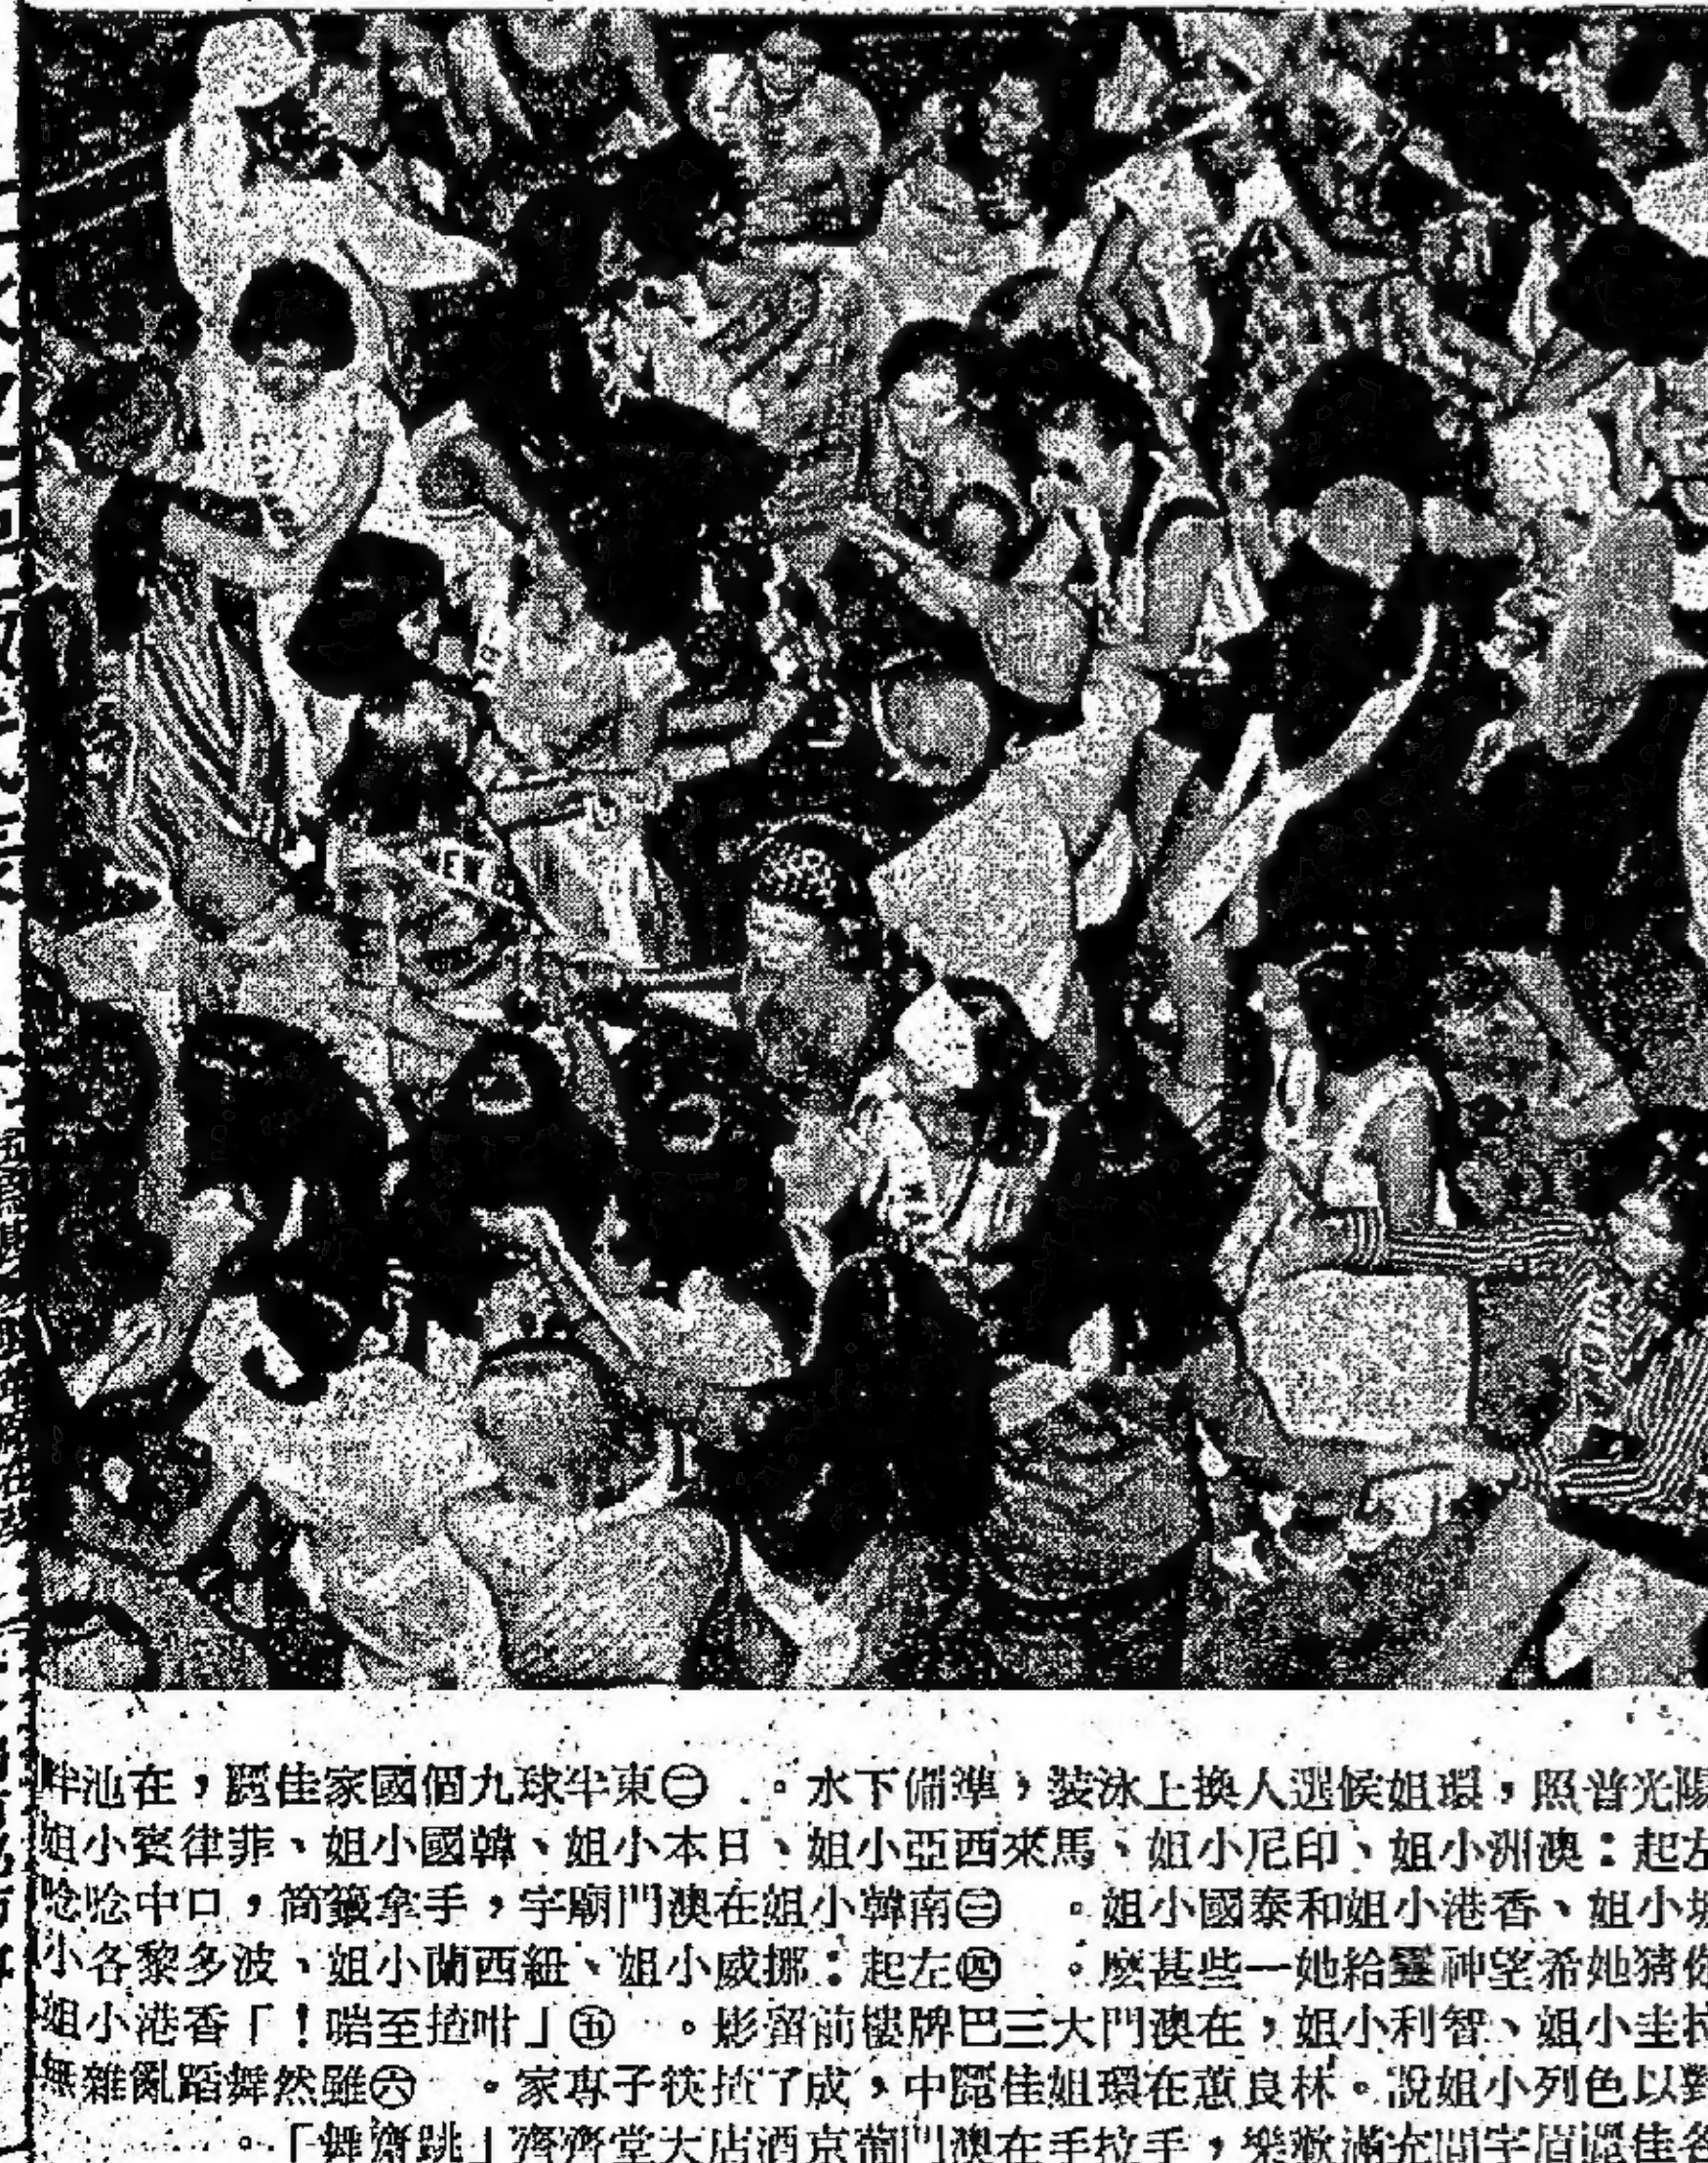 陽光普照，環姐候選人換上泳裝，準備下水。㊁東半球九個國家佳麗，在池畔
左起：澳洲小姐、印尼小姐、馬來西亞小姐、日本小姐、韓國小姐、菲律賓小姐
坡小姐、香港小姐和泰國小姐。㊂南韓小姐在澳門廟宇，手拿籤筒，口中唸唸
你猜她希望神靈給她一些甚麼。㊃左起：挪威小姐、紐西蘭小姐、波多黎各小
拉圭小姐、智利小姐，在澳門大三巴牌樓前留影。㊄「咁揸至啱！」香港小姐
對以色列小姐說。林良蕙在環姐佳麗中，成了揸筷子專家。㊅雖然舞蹈亂雜無
各佳麗眉宇間充滿歡樂，手拉手在澳門葡京酒店大堂齊齊「跳齊舞」。